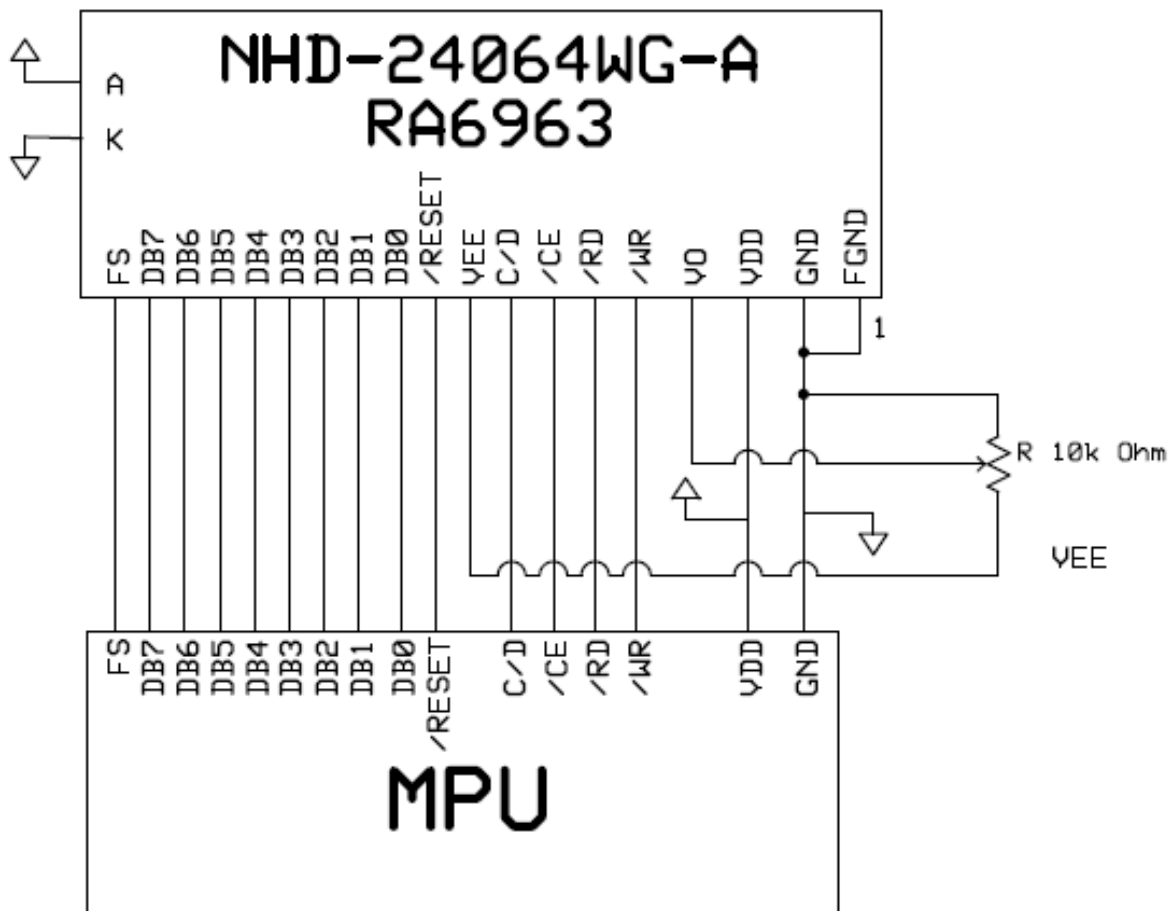 NHD-24064WG-A
RA6963
A
K
FS
DB7
DB6
DB5
DB4
DB3
DB2
DB1
DB0
/RESET
VEE
C/D
/CE
/RD
/WR
VO
VDD
GND
FGND
1
R 10k Ohm
VEE
FS
DB7
DB6
DB5
DB4
DB3
DB2
DB1
DB0
/RESET
C/D
/CE
/RD
/WR
VDD
GND
MPU